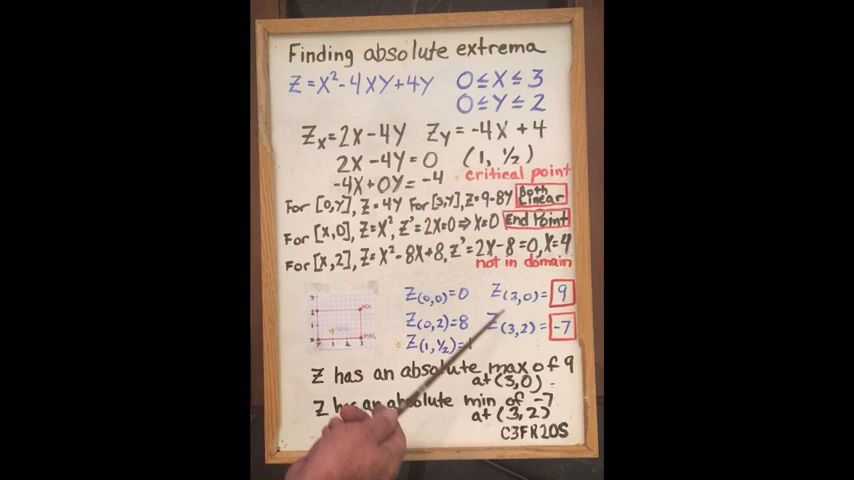 Finding absolute extrema
Z = X² - 4XY + 4Y   0 ≤ X ≤ 3
0 ≤ Y ≤ 2
Zx = 2X - 4Y   Zy = -4X + 4
2X - 4Y = 0   (1, ½)
-4X + 0Y = -4   critical point
For [0,Y], Z = 4Y For [3,Y], Z = 9 - 8Y Both Linear
For [X,0], Z = X², Z' = 2X = 0 ⇒ X = 0 End Point
For [X,2], Z = X² - 8X + 8, Z' = 2X - 8 = 0, X = 4
not in domain
Z(0,0) = 0   Z(3,0) = 9
Z(0,2) = 8   Z(3,2) = -7
Z(1,½) = 1
Z has an absolute max of 9
at (3,0)
Z has an absolute min of -7
at (3,2)
C3FR20S